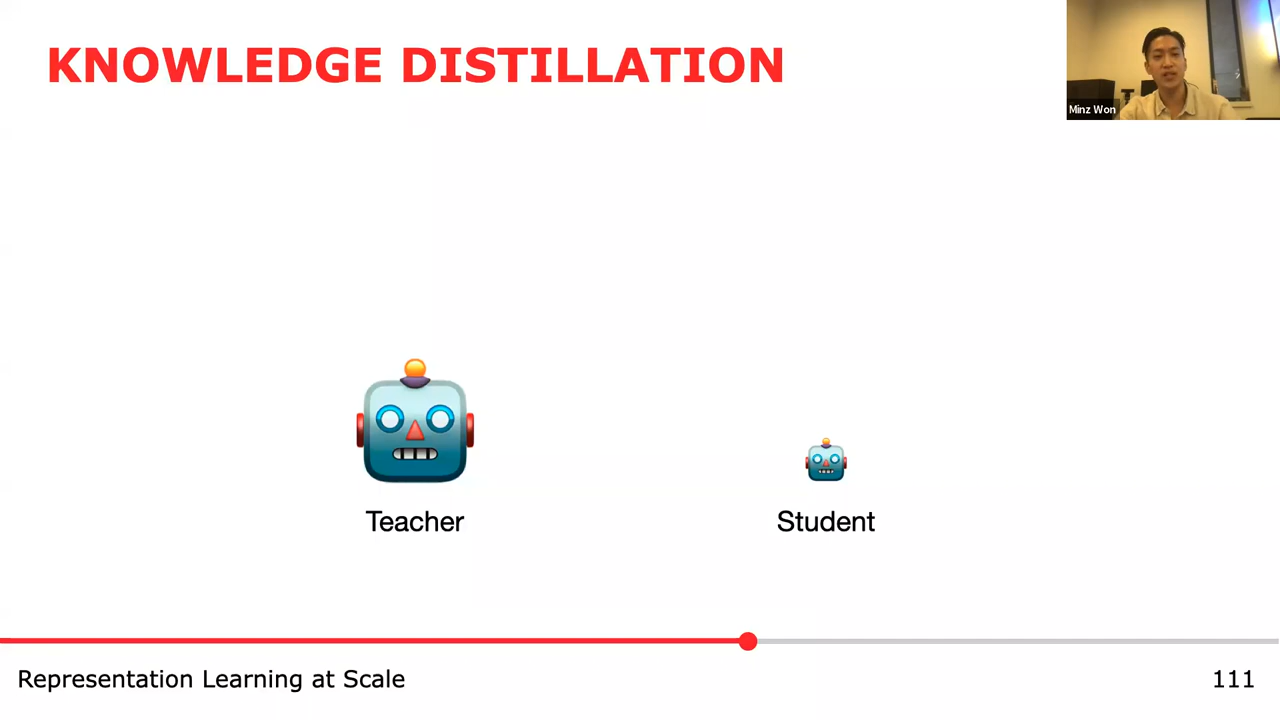 KNOWLEDGE DISTILLATION
Minz Won
Teacher
Student
Representation Learning at Scale
111